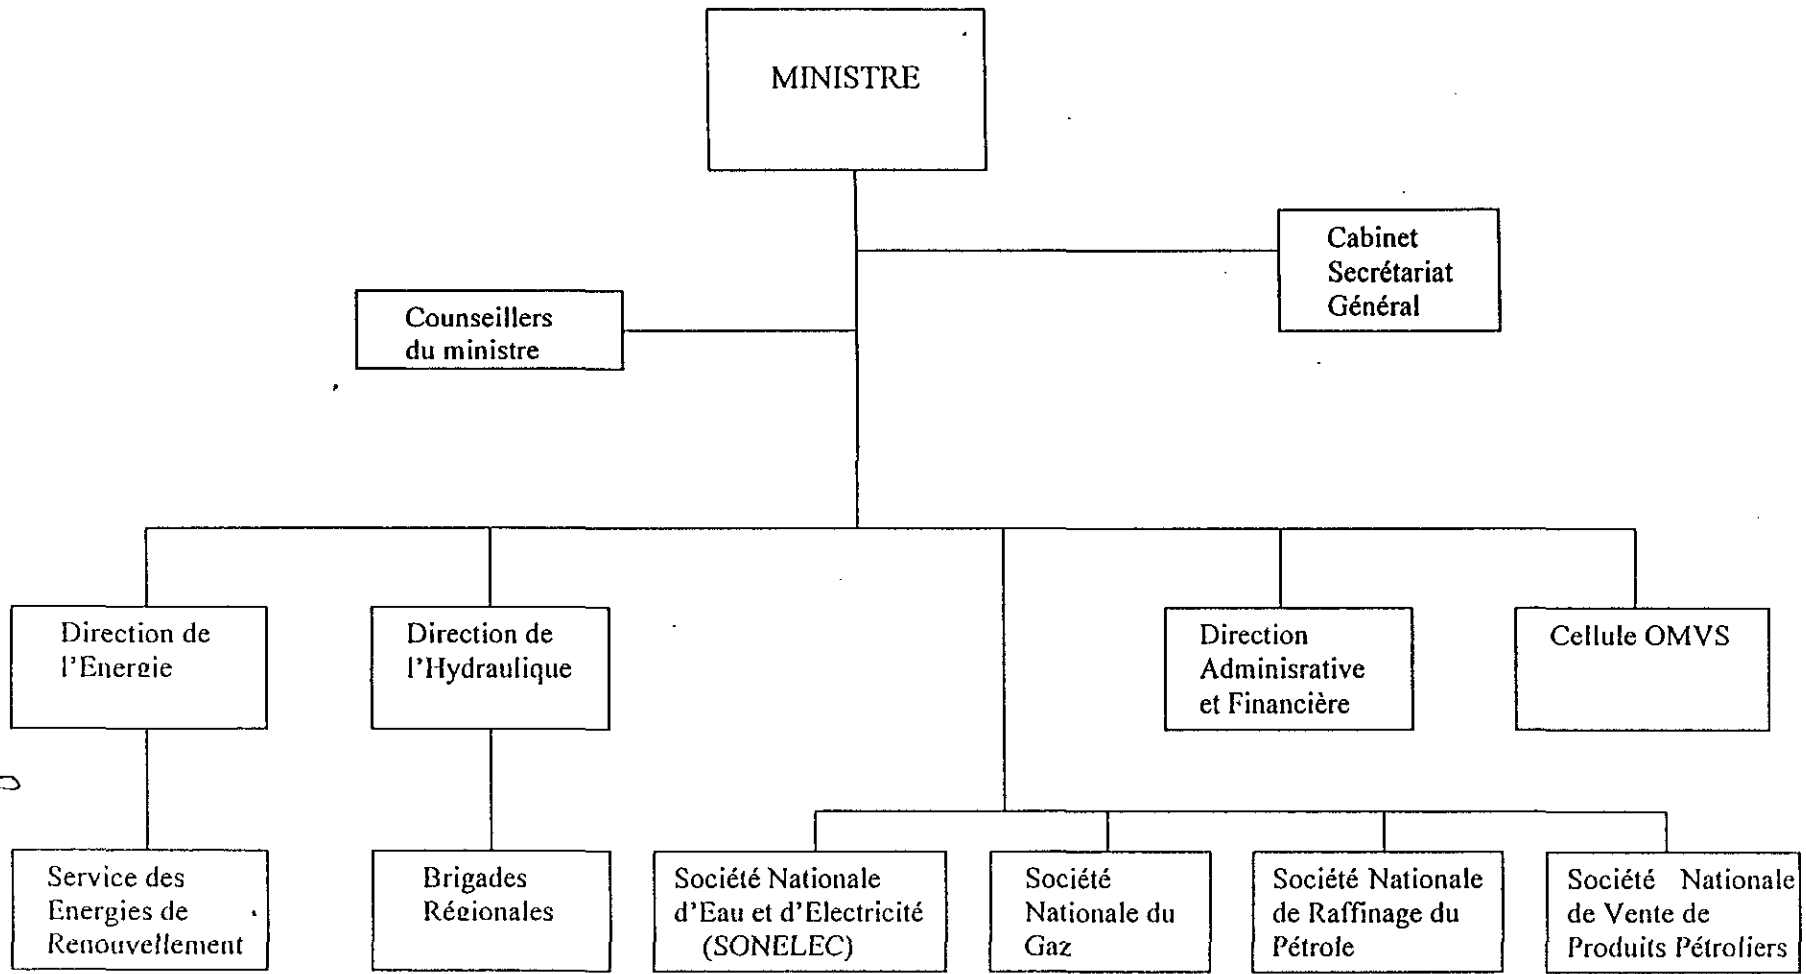 MINISTRE
Cabinet
Secrétariat
Général
Counseillers
du ministre
Direction de
l'Energie
Direction de
l'Hydraulique
Direction
Adminisrative
et Financière
Cellule OMVS
Service des
Energies de
Renouvellement
Brigades
Régionales
Société Nationale
d'Eau et d'Electricité
(SONELEC)
Société
Nationale du
Gaz
Société Nationale
de Raffinage du
Pétrole
Société Nationale
de Vente de
Produits Pétroliers